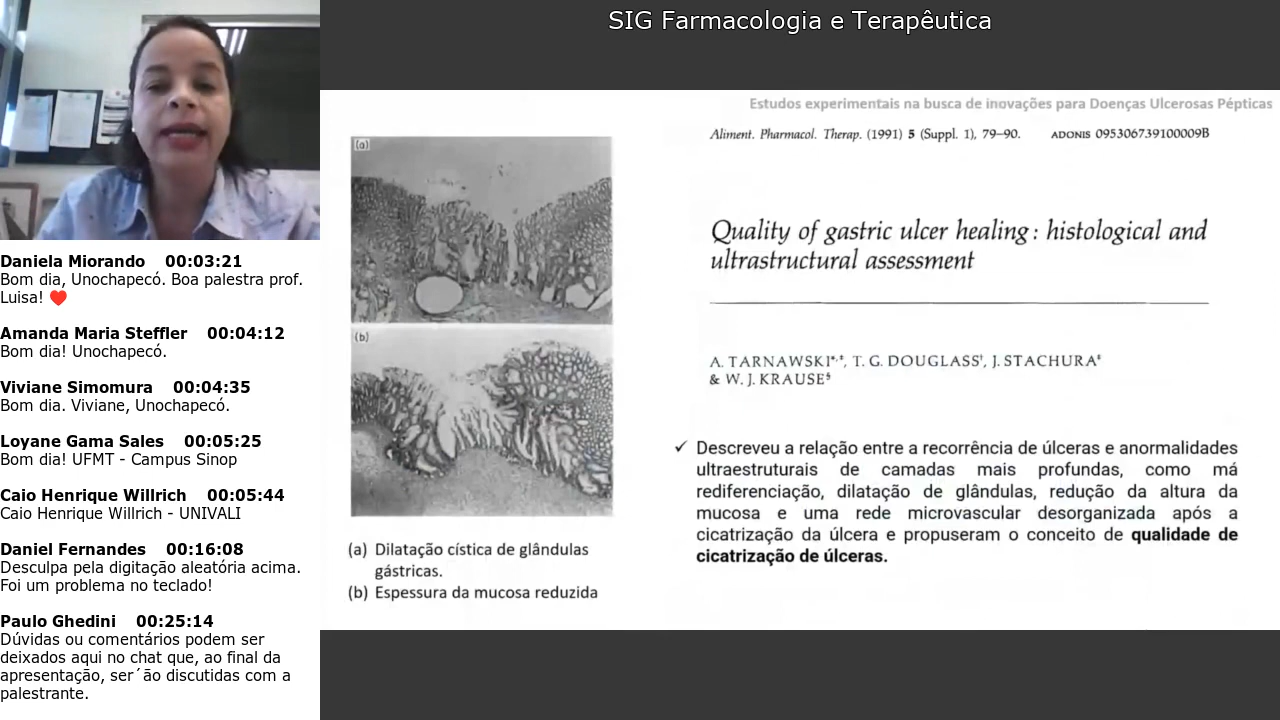 SIG Farmacologia e Terapêutica
Daniela Miorando 00:03:21
Bom dia, Unochapecó. Boa palestra prof.
Luisa! ♥
Amanda Maria Steffler 00:04:12
Bom dia! Unochapecó.
Viviane Simomura 00:04:35
Bom dia. Viviane, Unochapecó.
Loyane Gama Sales 00:05:25
Bom dia! UFMT - Campus Sinop
Caio Henrique Willrich 00:05:44
Caio Henrique Willrich - UNIVALI
Daniel Fernandes 00:16:08
Desculpa pela digitação aleatória acima.
Foi um problema no teclado!
Paulo Ghedini 00:25:14
Dúvidas ou comentários podem ser
deixados aqui no chat que, ao final da
apresentação, ser´ão discutidas com a
palestrante.
Estudos experimentais na busca de inovações para Doenças Ulcerosas Pépticas
Aliment. Pharmacol. Therap. (1991) 5 (Suppl. 1), 79–90. ADONIS 095306739100009B
(a)
(b)
(a) Dilatação cística de glândulas
gástricas.
(b) Espessura da mucosa reduzida
Quality of gastric ulcer healing: histological and
ultrastructural assessment
A. TARNAWSKI*,‡, T. G. DOUGLASS†, J. STACHURA‡
& W. J. KRAUSE§
✓ Descreveu a relação entre a recorrência de úlceras e anormalidades
ultraestruturais de camadas mais profundas, como má
rediferenciação, dilatação de glândulas, redução da altura da
mucosa e uma rede microvascular desorganizada após a
cicatrização da úlcera e propuseram o conceito de qualidade de
cicatrização de úlceras.